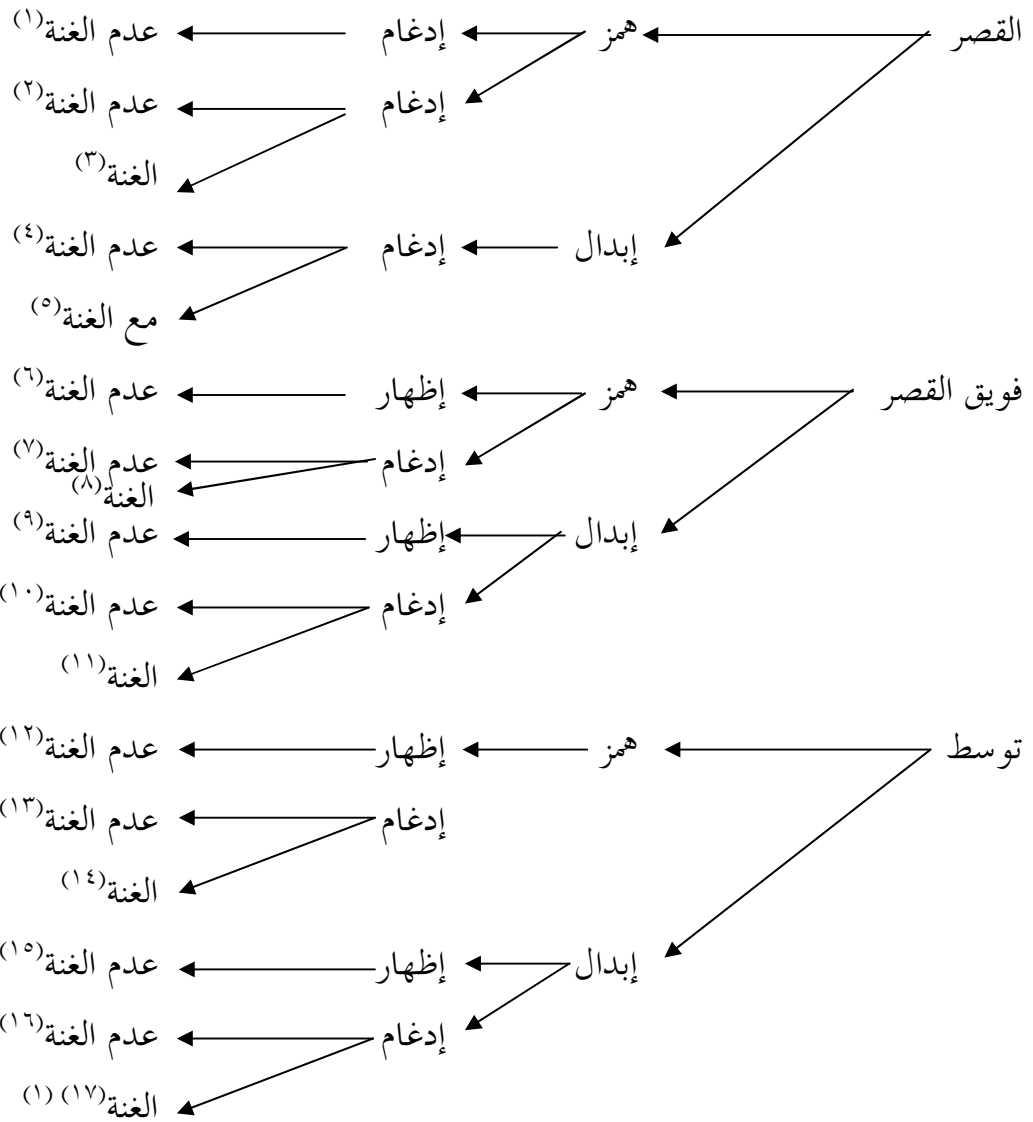 القصر همز إدغام عدم الغنة(١)
إدغام عدم الغنة(٢)
الغنة(٣)
إبدال إدغام عدم الغنة(٤)
مع الغنة(٥)
فويق القصر همز إظهار عدم الغنة(٦)
إدغام عدم الغنة(٧)
الغنة(٨)
إبدال إظهار عدم الغنة(٩)
إدغام عدم الغنة(١٠)
الغنة(١١)
توسط همز إظهار عدم الغنة(١٢)
إدغام عدم الغنة(١٣)
الغنة(١٤)
إبدال إظهار عدم الغنة(١٥)
إدغام عدم الغنة(١٦)
الغنة(١٧) (١)